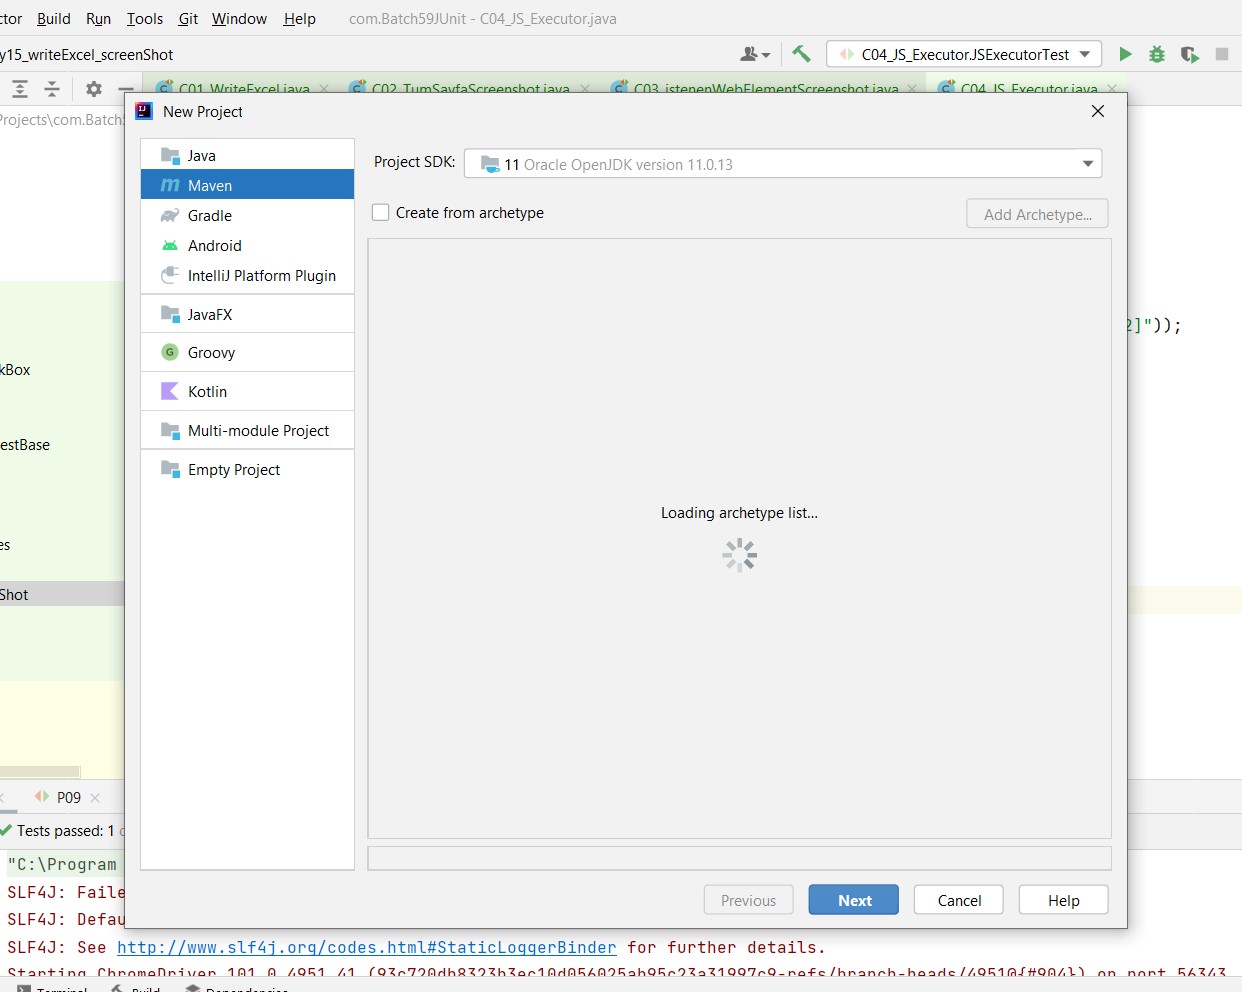 ctor Build Run Tools Git Window Help com.Batch59JUnit - C04_JS_Executor.java
y15_writeExcel_screenShot
C04_JS_Executor.JSExecutorTest
C01_WriteExcel.java
C02_TumSayfaScreenshot.java
C03_istenenWebElementScreenshot.java
C04_JS_Executor.java
Projects\com.Batch5
New Project
Java
Maven
Gradle
Android
IntelliJ Platform Plugin
JavaFX
Groovy
Kotlin
Multi-module Project
Empty Project
Project SDK: 11 Oracle OpenJDK version 11.0.13
Create from archetype
Add Archetype...
Loading archetype list...
Previous
Next
Cancel
Help
2]"));
kBox
estBase
es
Shot
P09
Tests passed: 1
"C:\Program
SLF4J: Faile
SLF4J: Defau
SLF4J: See http://www.slf4j.org/codes.html#StaticLoggerBinder for further details.
Starting ChromeDriver 101.0.4951.41 (93c720db8323b3ec10d056025ab95c23a31997c9-refs/branch-heads/4951@{#904}) on port 56343
Terminal
Build
Dependencies